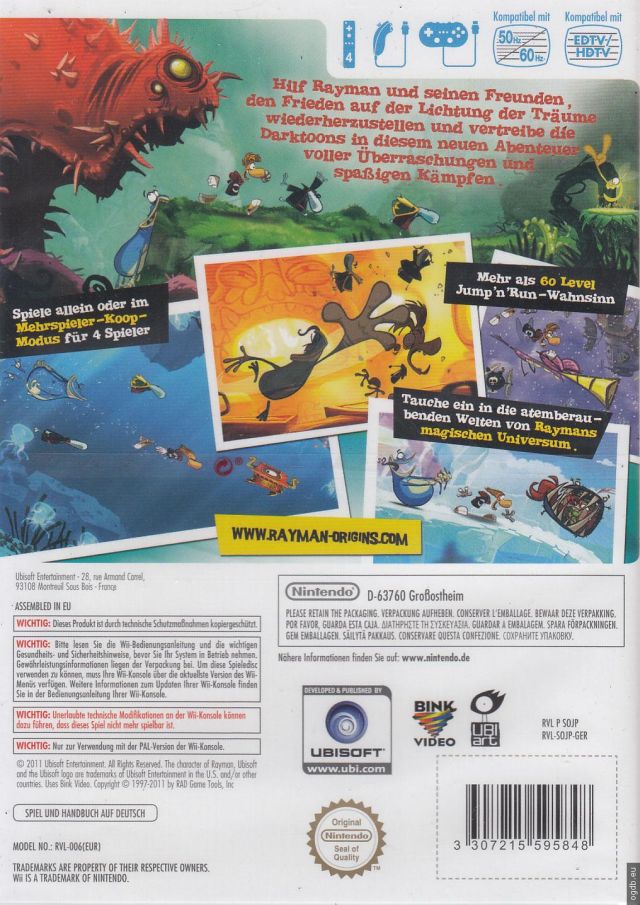 Kompatibel mit
Kompatibel mit
4
50Hz
60Hz
EDTV/
HDTV
Hilf Rayman und seinen Freunden,
den Frieden auf der Lichtung der Träume
wiederherzustellen und vertreibe die
Darktoons in diesem neuen Abenteuer
voller Überraschungen und
spaßigen Kämpfen.
Spiele allein oder im
Mehrspieler-Koop-
Modus für 4 Spieler
Mehr als 60 Level
Jump'n'Run-Wahnsinn
Tauche ein in die atemberau-
benden Welten von Raymans
magischen Universum.
WWW.RAYMAN-ORIGINS.COM
Ubisoft Entertainment - 28, rue Armand Carrel,
93108 Montreuil Sous Bois - France
ASSEMBLED IN EU
WICHTIG: Dieses Produkt ist durch technische Schutzmaßnahmen kopiergeschützt.
WICHTIG: Bitte lesen Sie die Wii-Bedienungsanleitung und die wichtigen
Gesundheits- und Sicherheitshinweise, bevor Sie Ihr System in Betrieb nehmen.
Gewährleistungsinformationen liegen der Verpackung bei. Um diese Spieledisc
verwenden zu können, muss Ihre Wii-Konsole über die aktuellste Version des Wii-
Menüs verfügen. Weitere Informationen zum Updaten Ihrer Wii-Konsole finden
Sie in der Bedienungsanleitung Ihrer Wii-Konsole.
WICHTIG: Unerlaubte technische Modifikationen an der Wii-Konsole können
dazu führen, dass dieses Spiel nicht mehr spielbar ist.
WICHTIG: Nur zur Verwendung mit der PAL-Version der Wii-Konsole.
© 2011 Ubisoft Entertainment. All Rights Reserved. The character of Rayman, Ubisoft
and the Ubisoft logo are trademarks of Ubisoft Entertainment in the U.S. and/or other
countries. Uses Bink Video. Copyright © 1997-2011 by RAD Game Tools, Inc
SPIEL UND HANDBUCH AUF DEUTSCH
MODEL NO.: RVL-006(EUR)
TRADEMARKS ARE PROPERTY OF THEIR RESPECTIVE OWNERS.
Wii IS A TRADEMARK OF NINTENDO.
Nintendo D-63760 Großostheim
PLEASE RETAIN THE PACKAGING. VERPACKUNG AUFHEBEN. CONSERVER L'EMBALLAGE. BEWAAR DEZE VERPAKKING.
POR FAVOR, GUARDA ESTA CAJA. ΔΙΑΤΗΡΗΣΤΕ ΤΗ ΣΥΣΚΕΥΑΣΙΑ. GUARDAR A EMBALAGEM. SPARA FÖRPACKNINGEN.
GEM EMBALLAGEN. SÄILYTÄ PAKKAUS. CONSERVARE QUESTA CONFEZIONE. СОХРАНИТЕ УПАКОВКУ.
Nähere Informationen finden Sie auf: www.nintendo.de
DEVELOPED & PUBLISHED BY
UBISOFT
www.ubi.com
BINK
VIDEO
UBI
art
RVL P SOJP
RVL-SOJP-GER
Original
Nintendo
Seal of
Quality
3 307215 595848
ogdb.eu